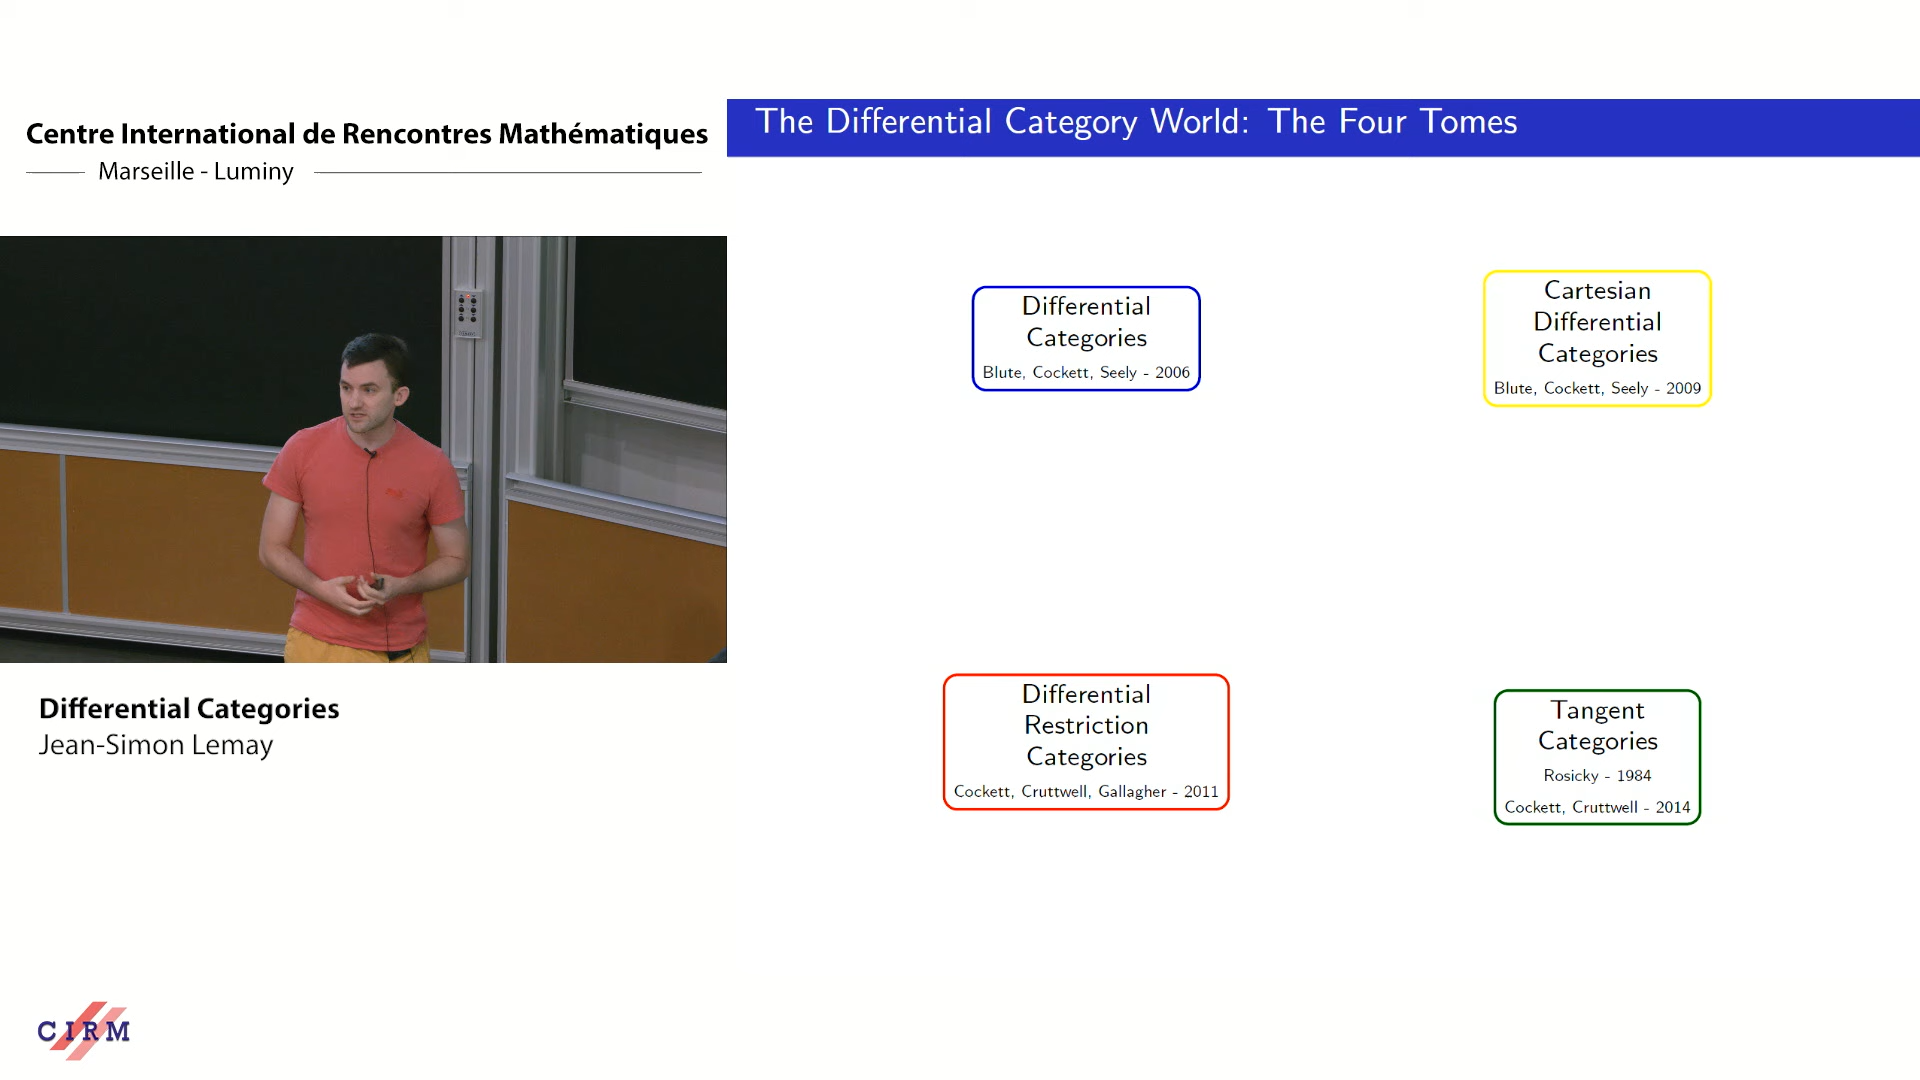 Centre International de Rencontres Mathématiques
Marseille - Luminy
The Differential Category World: The Four Tomes
Differential
Categories
Blute, Cockett, Seely - 2006
Cartesian
Differential
Categories
Blute, Cockett, Seely - 2009
Differential
Restriction
Categories
Cockett, Cruttwell, Gallagher - 2011
Tangent
Categories
Rosicky - 1984
Cockett, Cruttwell - 2014
Differential Categories
Jean-Simon Lemay
CIRM